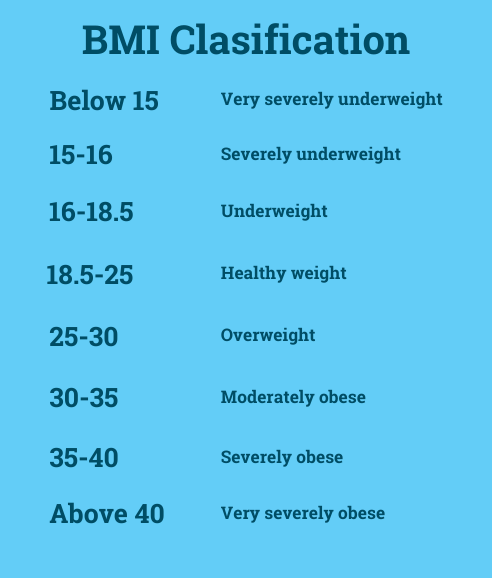 BMI Clasification
Below 15 Very severely underweight
15-16 Severely underweight
16-18.5 Underweight
18.5-25 Healthy weight
25-30 Overweight
30-35 Moderately obese
35-40 Severely obese
Above 40 Very severely obese